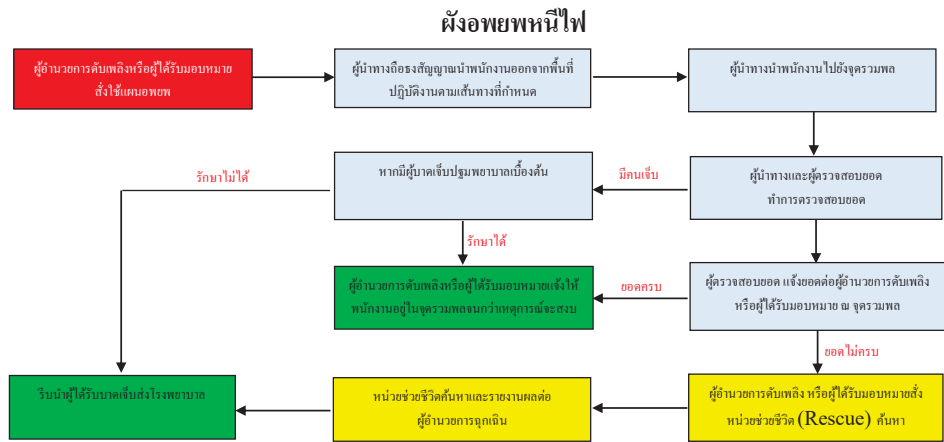 ผังอพยพหนีไฟ
ผู้อำนวยการดับเพลิงหรือผู้ได้รับมอบหมาย
สั่งใช้แผนอพยพ
ผู้นำทางถือธงสัญญาณนำพนักงานออกจากพื้นที่
ปฏิบัติงานตามเส้นทางที่กำหนด
ผู้นำทางนำพนักงานไปยังจุดรวมพล
ผู้นำทางและผู้ตรวจสอบยอด
ทำการตรวจสอบยอด
มีคนเจ็บ
หากมีผู้บาดเจ็บปฐมพยาบาลเบื้องต้น
รักษาไม่ได้
รักษาได้
ผู้ตรวจสอบยอด แจ้งยอดต่อผู้อำนวยการดับเพลิง
หรือผู้ได้รับมอบหมาย ณ จุดรวมพล
ยอดครบ
ผู้อำนวยการดับเพลิงหรือผู้ได้รับมอบหมายแจ้งให้
พนักงานอยู่ในจุดรวมพลจนกว่าเหตุการณ์จะสงบ
ยอดไม่ครบ
ผู้อำนวยการดับเพลิง หรือผู้ได้รับมอบหมายสั่ง
หน่วยช่วยชีวิต (Rescue) ค้นหา
หน่วยช่วยชีวิตค้นหาและรายงานผลต่อ
ผู้อำนวยการฉุกเฉิน
รีบนำผู้ได้รับบาดเจ็บส่งโรงพยาบาล